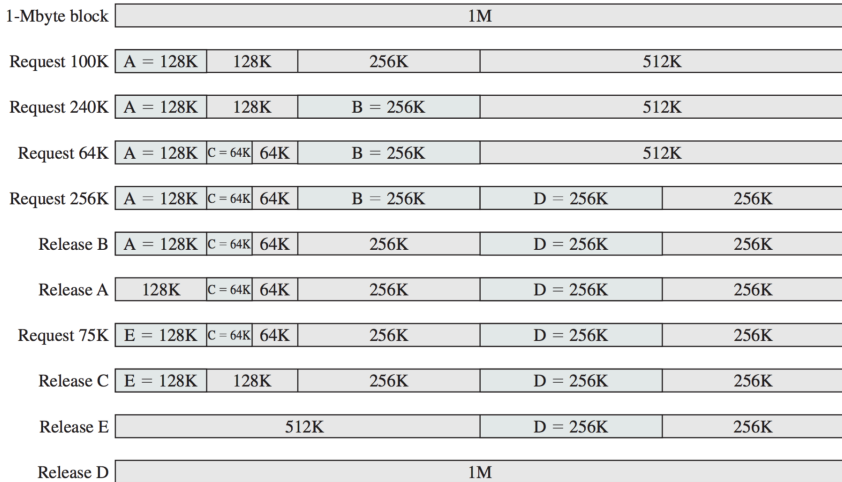 1-Mbyte block 1M
Request 100K A = 128K 128K 256K 512K
Request 240K A = 128K 128K B = 256K 512K
Request 64K A = 128K C = 64K 64K B = 256K 512K
Request 256K A = 128K C = 64K 64K B = 256K D = 256K 256K
Release B A = 128K C = 64K 64K 256K D = 256K 256K
Release A 128K C = 64K 64K 256K D = 256K 256K
Request 75K E = 128K C = 64K 64K 256K D = 256K 256K
Release C E = 128K 128K 256K D = 256K 256K
Release E 512K D = 256K 256K
Release D 1M